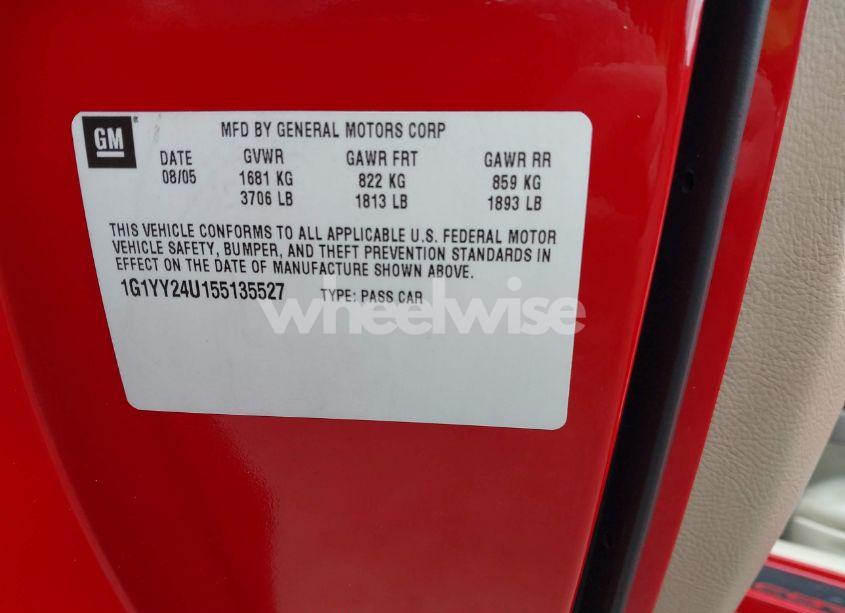 GM
MFD BY GENERAL MOTORS CORP
DATE GVWR GAWR FRT GAWR RR
08/05 1681 KG 822 KG 859 KG
3706 LB 1813 LB 1893 LB
THIS VEHICLE CONFORMS TO ALL APPLICABLE U.S. FEDERAL MOTOR
VEHICLE SAFETY, BUMPER, AND THEFT PREVENTION STANDARDS IN
EFFECT ON THE DATE OF MANUFACTURE SHOWN ABOVE.
1G1YY24U155135527 TYPE: PASS CAR
wheelwise